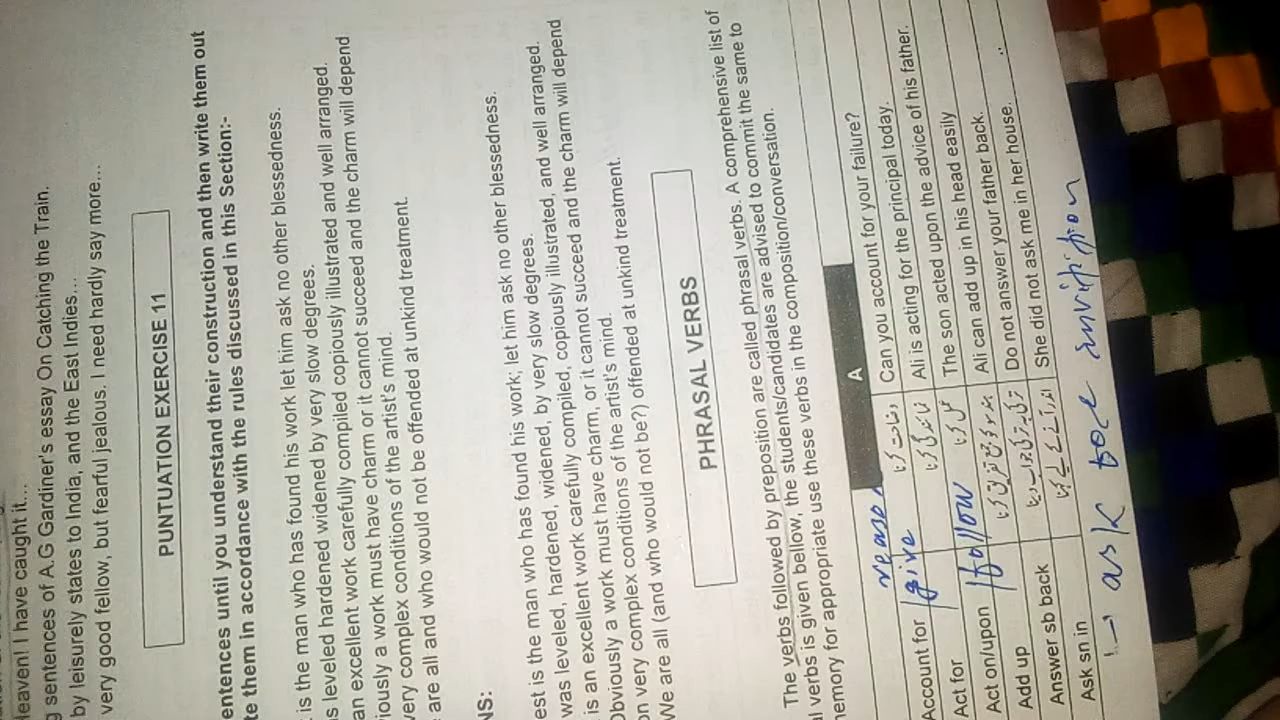 Heaven! I have caught it...
sentences of A.G Gardiner's essay On Catching the Train.
by leisurely states to India, and the East Indies....
very good fellow, but fearful jealous. I need hardly say more...
PUNTUATION EXERCISE 11
entences until you understand their construction and then write them out
te them in accordance with the rules discussed in this Section:-
is the man who has found his work let him ask no other blessedness.
s leveled hardened widened by very slow degrees.
an excellent work carefully compiled copiously illustrated and well arranged.
iously a work must have charm or it cannot succeed and the charm will depend
very complex conditions of the artist's mind.
are all and who would not be offended at unkind treatment.
NS:
est is the man who has found his work; let him ask no other blessedness.
was leveled, hardened, widened, by very slow degrees.
is an excellent work carefully compiled, copiously illustrated, and well arranged.
Obviously a work must have charm, or it cannot succeed and the charm will depend
on very complex conditions of the artist's mind.
We are all (and who would not be?) offended at unkind treatment.
PHRASAL VERBS
The verbs followed by preposition are called phrasal verbs. A comprehensive list of
al verbs is given bellow, the students/candidates are advised to commit the same to
memory for appropriate use these verbs in the composition/conversation.
A
Account for Can you account for your failure?
give
Act for Ali is acting for the principal today.
follow
Act on/upon Ali acted upon the advice of his father.
Add up Ali can add up in his head easily
Answer sb back Do not answer your father back.
Ask sn in She did not ask me in her house.
ask